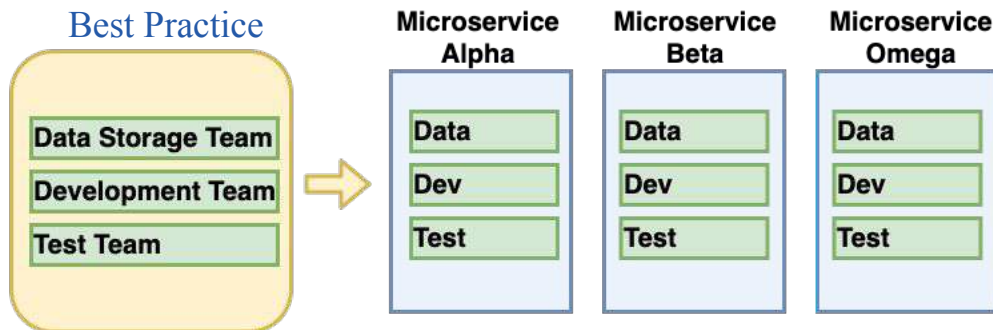 Best Practice
Data Storage Team
Development Team
Test Team
Microservice
Alpha
Data
Dev
Test
Microservice
Beta
Data
Dev
Test
Microservice
Omega
Data
Dev
Test